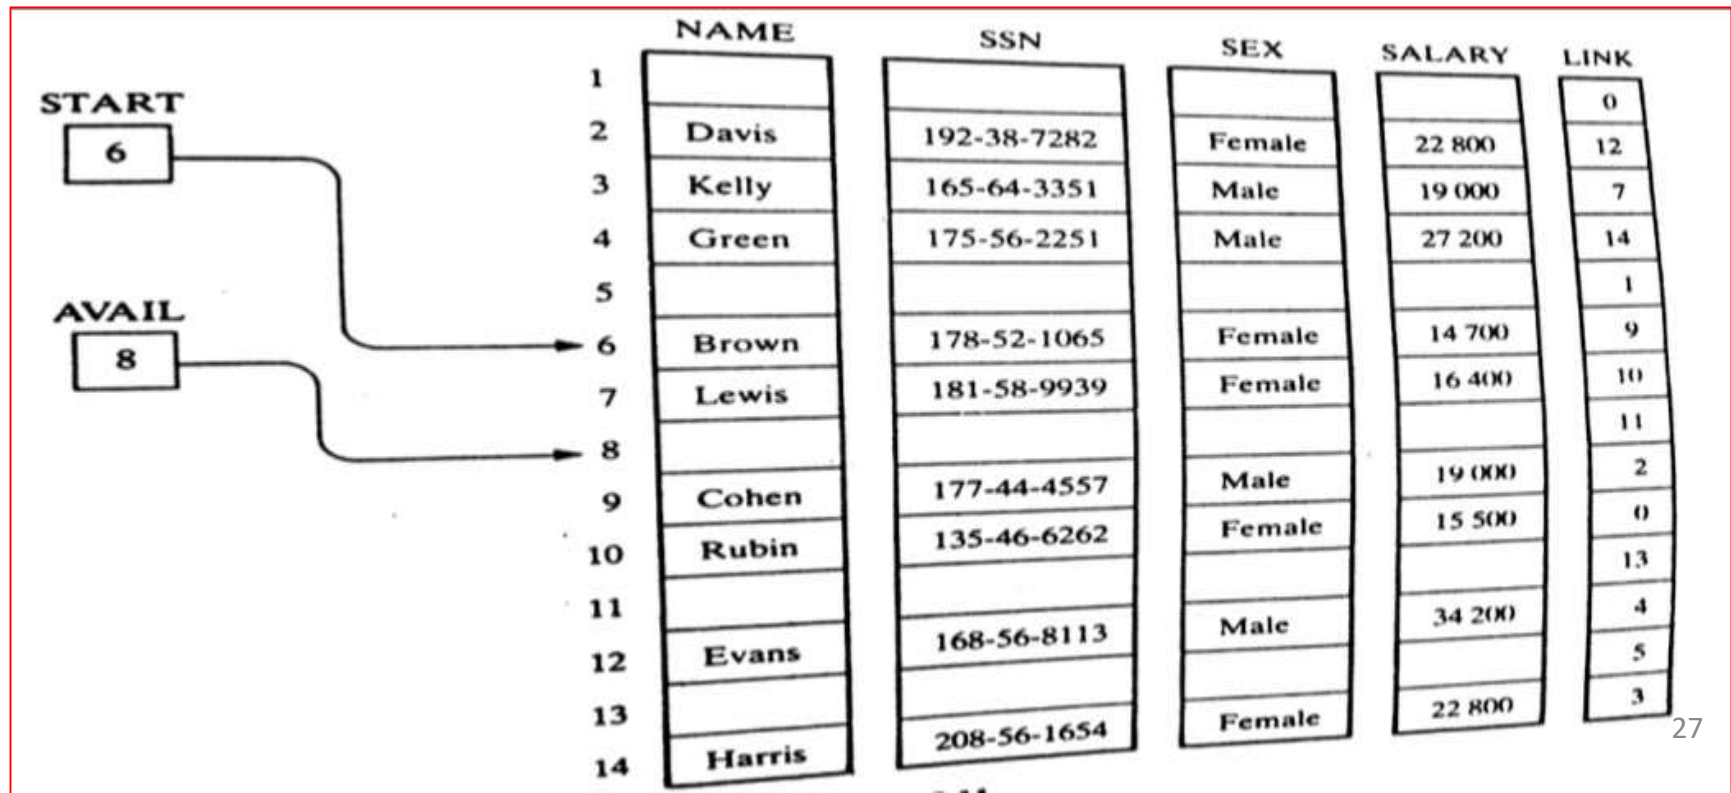 NAME SSN SEX SALARY LINK
START
6
AVAIL
8
1 0
2 Davis 192-38-7282 Female 22 800 12
3 Kelly 165-64-3351 Male 19 000 7
4 Green 175-56-2251 Male 27 200 14
5 1
6 Brown 178-52-1065 Female 14 700 9
7 Lewis 181-58-9939 Female 16 400 10
8 11
9 Cohen 177-44-4557 Male 19 000 2
10 Rubin 135-46-6262 Female 15 500 0
11 13
12 Evans 168-56-8113 Male 34 200 4
13 5
14 Harris 208-56-1654 Female 22 800 3
27